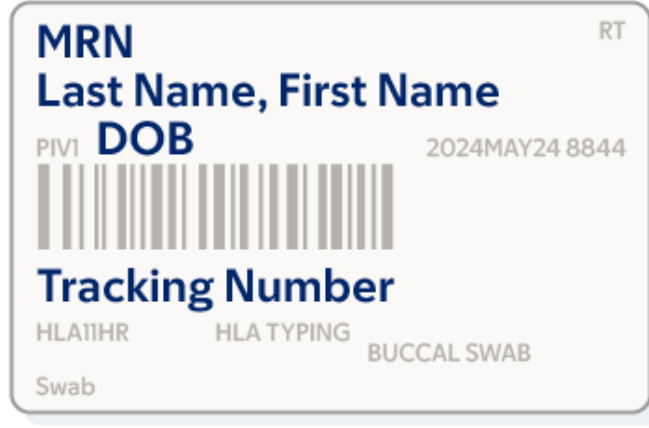 MRN RT
Last Name, First Name
PIV1 DOB 2024MAY24 8844
Tracking Number
HLA11HR HLA TYPING
BUCCAL SWAB
Swab